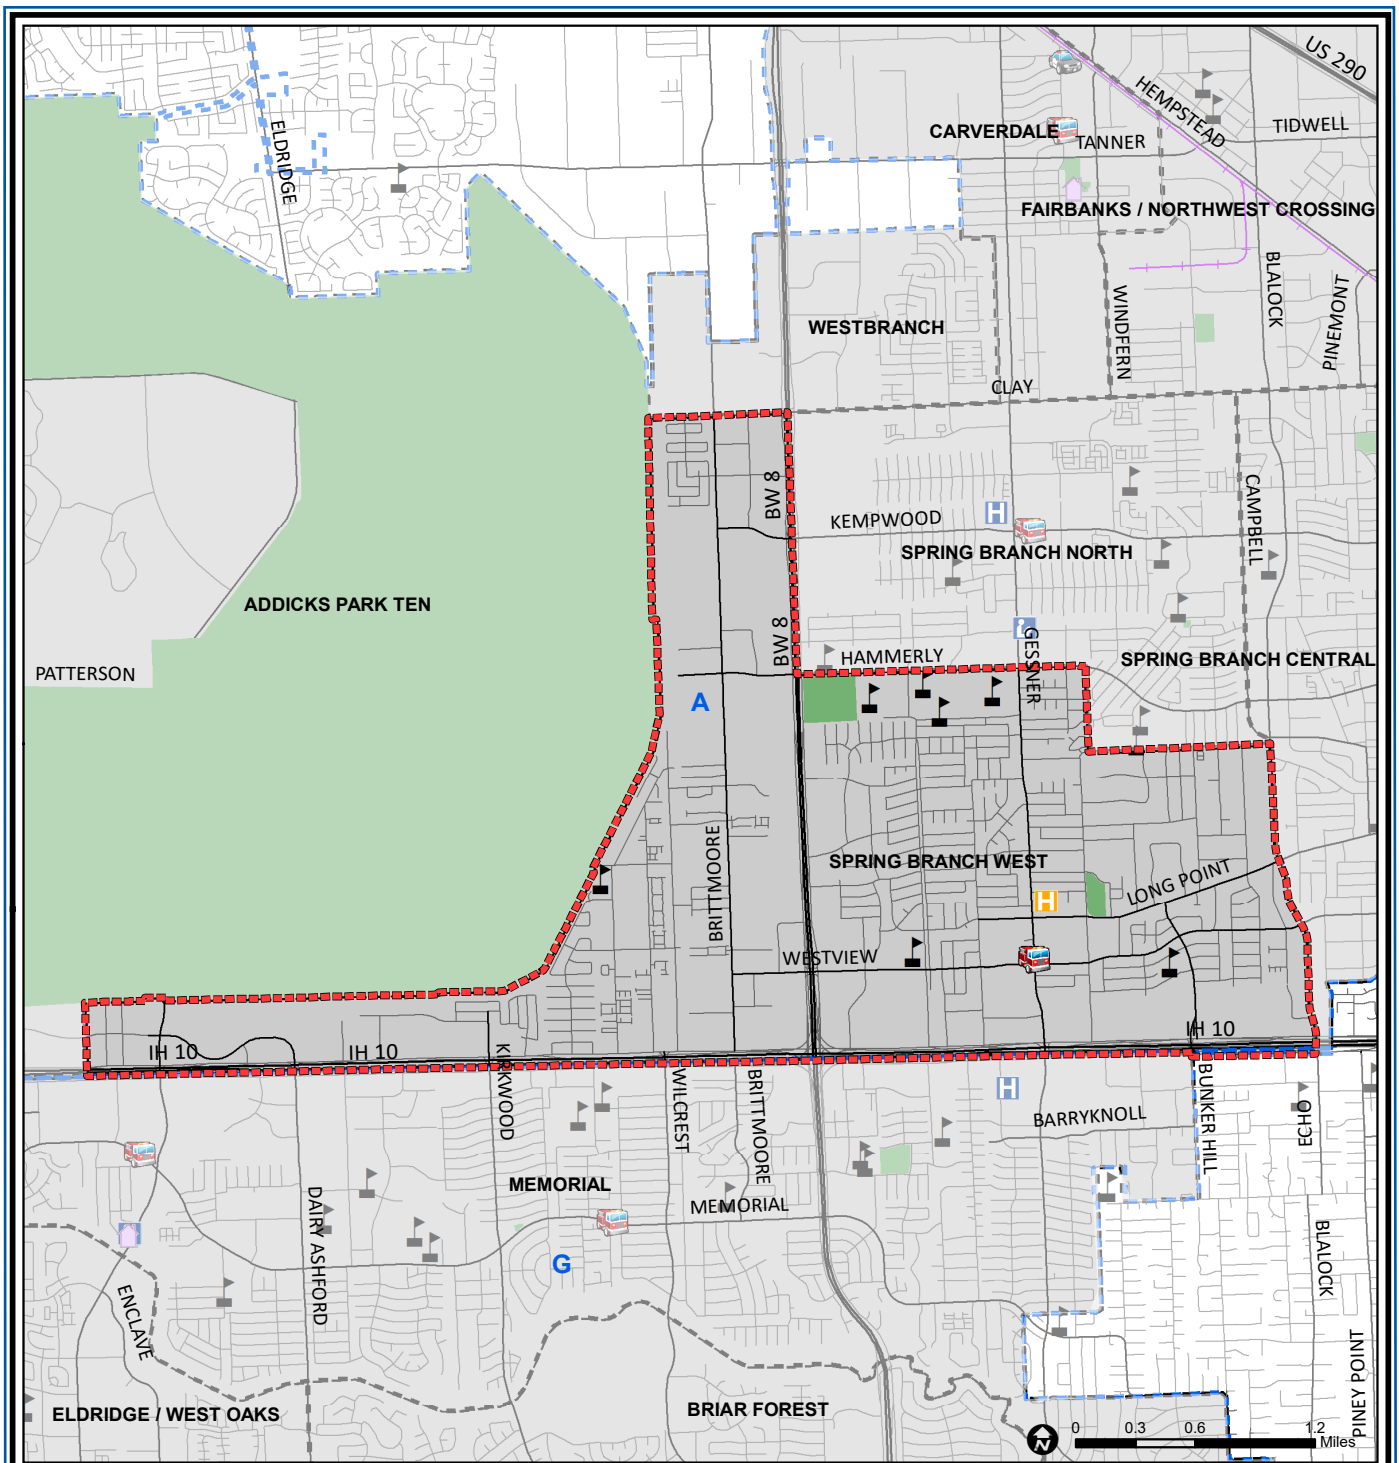 US 290
HEMPSTEAD
TIDWELL
CARVERDALE
TANNER
ELDRIDGE
FAIRBANKS / NORTHWEST CROSSING
BLALOCK
PINEMONT
WINDFERN
WESTBRANCH
CLAY
BW 8
CAMPBELL
KEMPWOOD
H
SPRING BRANCH NORTH
ADDICKS PARK TEN
BW 8
GESSNER
HAMMERLY
SPRING BRANCH CENTRAL
PATTERSON
A
BRITTMOORE
SPRING BRANCH WEST
LONG POINT
H
WESTVIEW
IH 10
IH 10
IH 10
KIRKWOOD
WILCREST
BRITTMOORE
H
BUNKER HILL
ECHO
BARRYKNOLL
MEMORIAL
MEMORIAL
DAIRY ASHFORD
BLALOCK
G
ENCLAVE
PINEY POINT
ELDRIDGE / WEST OAKS
BRIAR FOREST
N
0 0.3 0.6 1.2
Miles